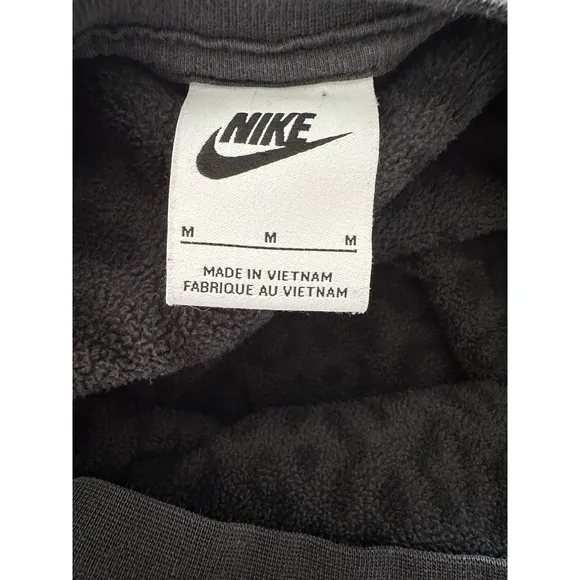 NIKE
M M M
MADE IN VIETNAM
FABRIQUE AU VIETNAM